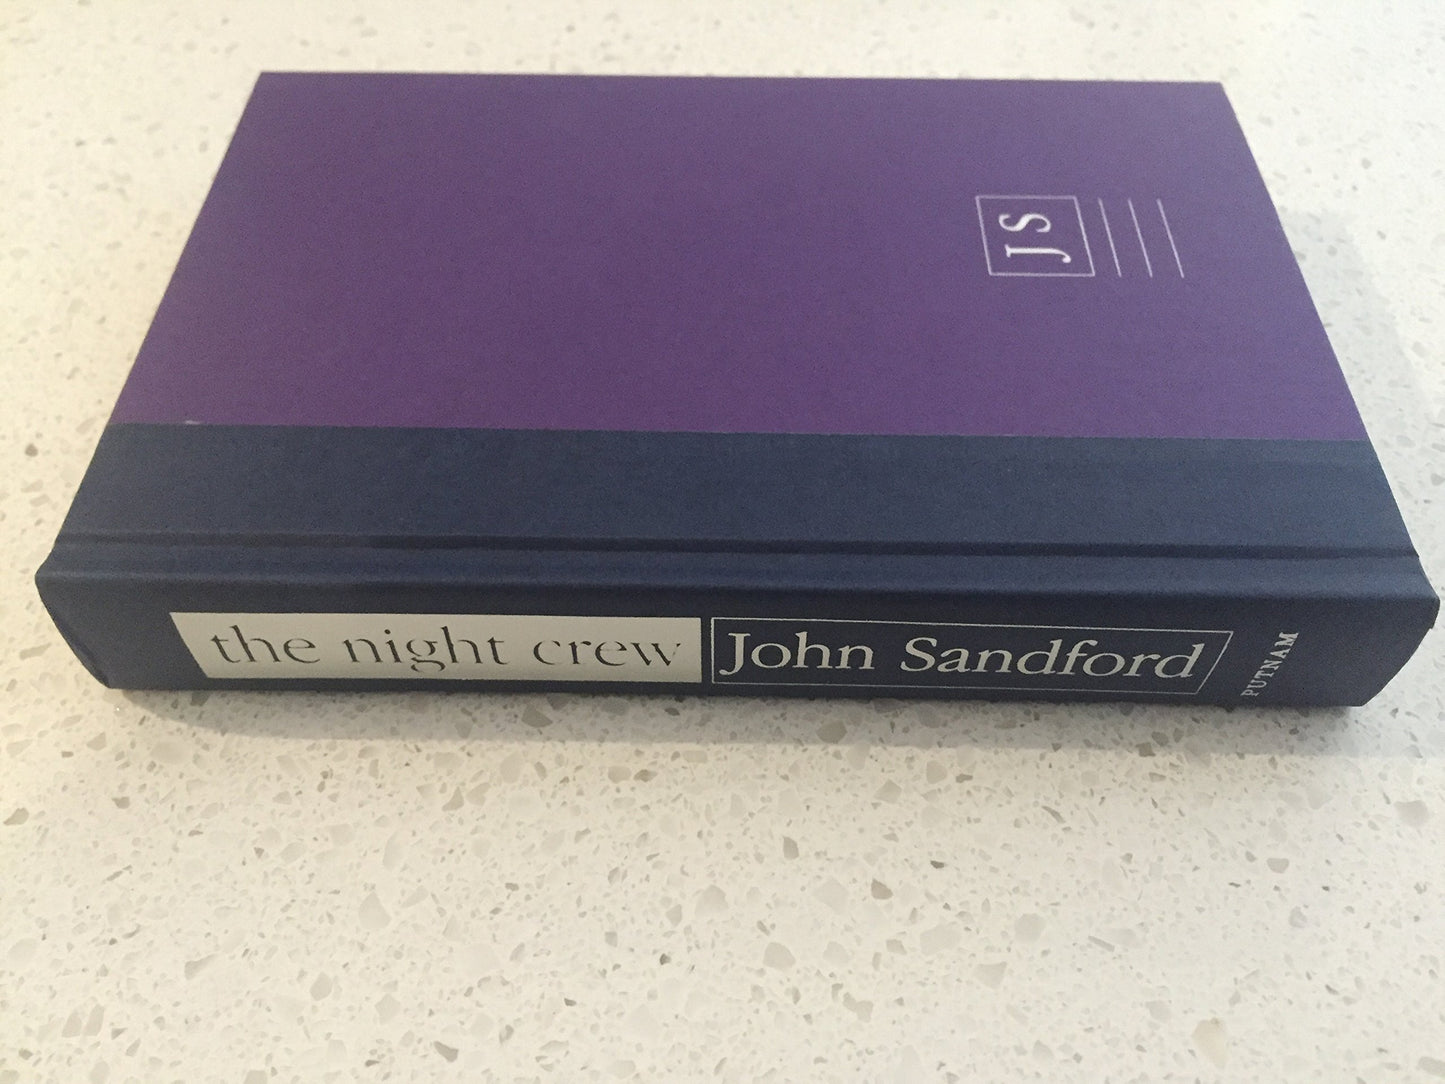 JS
the night crew
John Sandford
PUTNAM